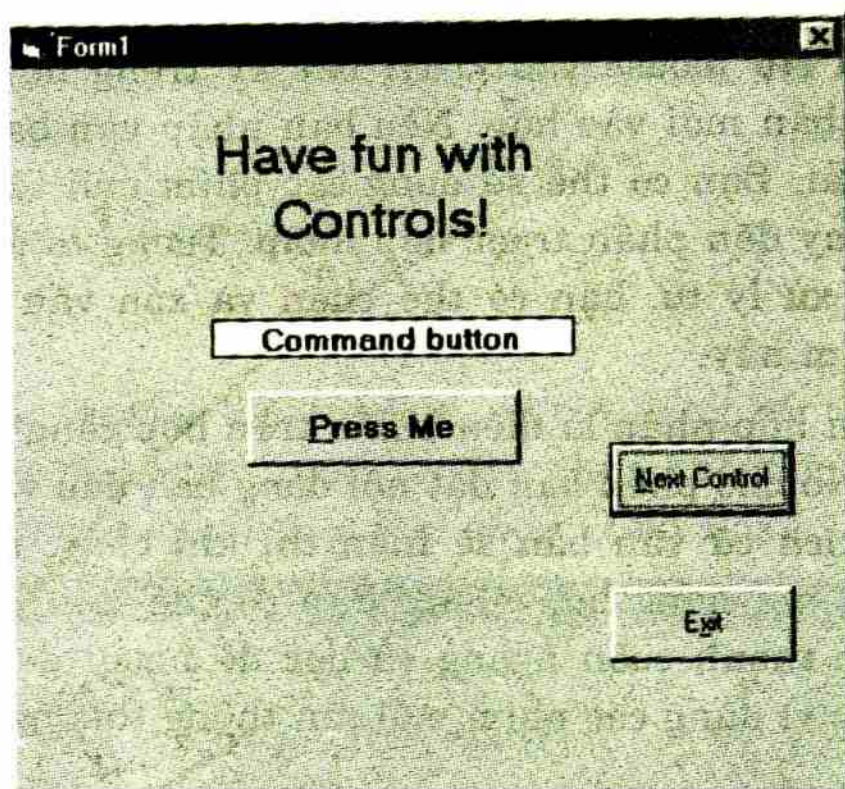 Form1
Have fun with
Controls!
Command button
Press Me
Next Control
Exit